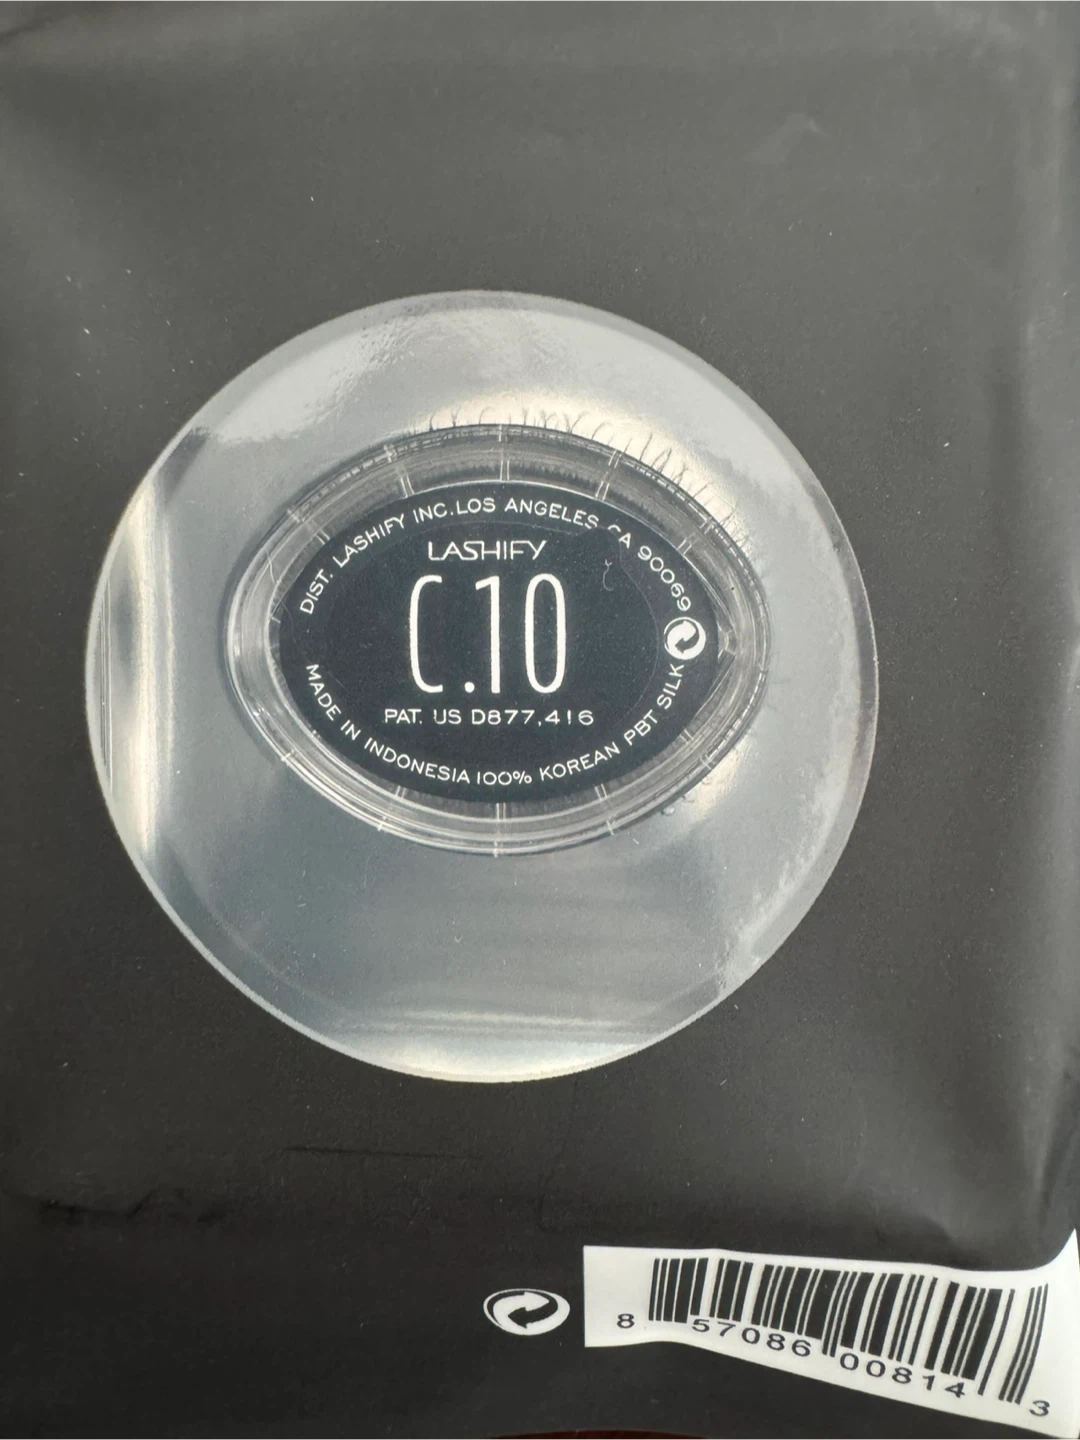 DIST. LASHIFY INC. LOS ANGELES CA 90069
LASHIFY
C.10
PAT. US D877,416
MADE IN INDONESIA 100% KOREAN PBT SILK
8 57086 00814 3